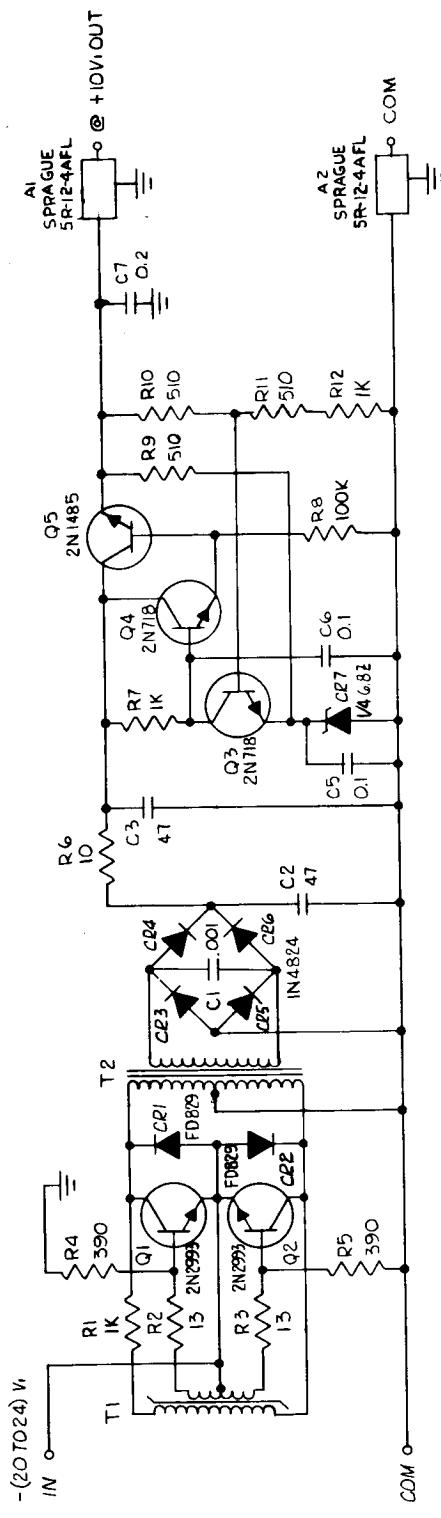 -(20 TO 24) V.
IN
COM
T1
R1
1K
R2
13
R3
13
R4
390
R5
390
Q1
2N2993
2N2993
Q2
CR1
FD829
FD829
CR2
T2
CR3
CR4
C1
.001
CR5
CR6
1N4824
C2
47
R6
10
C3
47
R7
1K
Q4
2N718
Q3
2N718
C5
0.1
CR7
1/4 6.8Z
C6
0.1
Q5
2N1485
R8
100K
R9
510
R10
510
R11
510
R12
1K
C7
0.2
A1
SPRAGUE
5R-12-4AFL
@ +10V. OUT
A2
SPRAGUE
5R-12-4AFL
COM